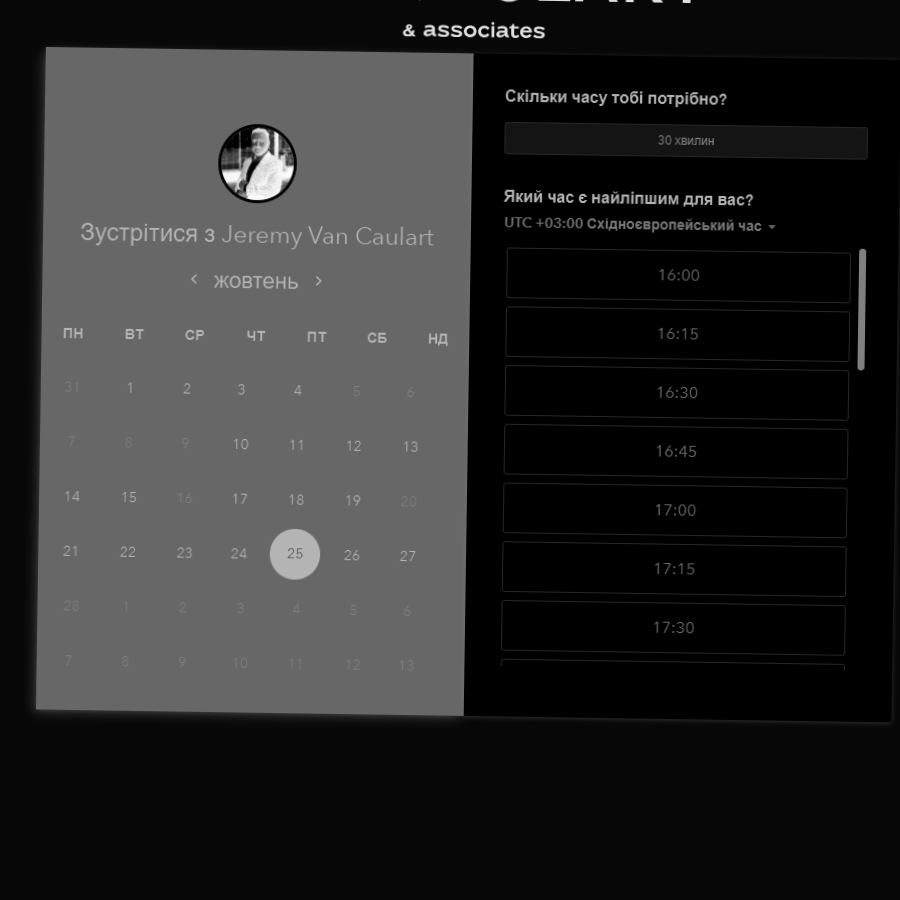 & associates
Зустрітися з Jeremy Van Caulart
жовтень
ПН ВТ СР ЧТ ПТ СБ НД
31 1 2 3 4 5 6
7 8 9 10 11 12 13
14 15 16 17 18 19 20
21 22 23 24 25 26 27
28 1 2 3 4 5 6
7 8 9 10 11 12 13
Скільки часу тобі потрібно?
30 хвилин
Який час є найліпшим для вас?
UTC +03:00 Східноєвропейський час
16:00
16:15
16:30
16:45
17:00
17:15
17:30